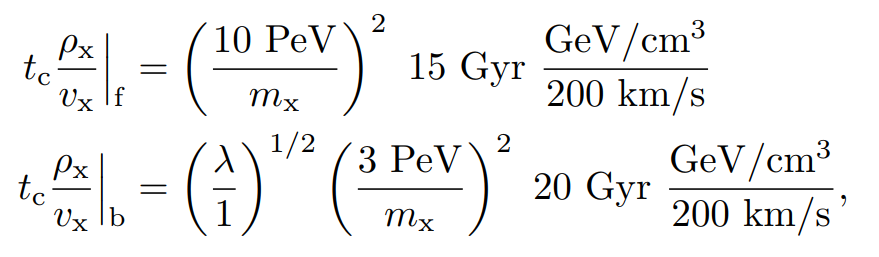 t_c ρ_x/v_x |_f = (10 PeV/m_x)^2 15 Gyr (GeV/cm^3)/(200 km/s)
t_c ρ_x/v_x |_b = (λ/1)^{1/2} (3 PeV/m_x)^2 20 Gyr (GeV/cm^3)/(200 km/s),